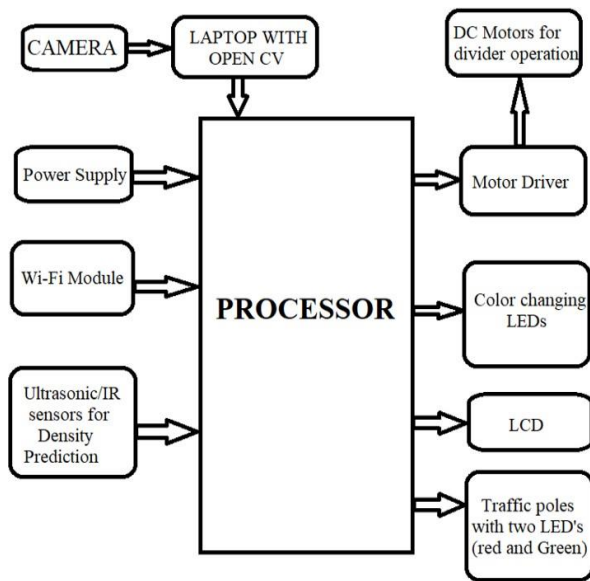 CAMERA
LAPTOP WITH
OPEN CV
DC Motors for
divider operation
Power Supply
Motor Driver
Wi-Fi Module
PROCESSOR
Color changing
LEDs
Ultrasonic/IR
sensors for
Density
Prediction
LCD
Traffic poles
with two LED's
(red and Green)